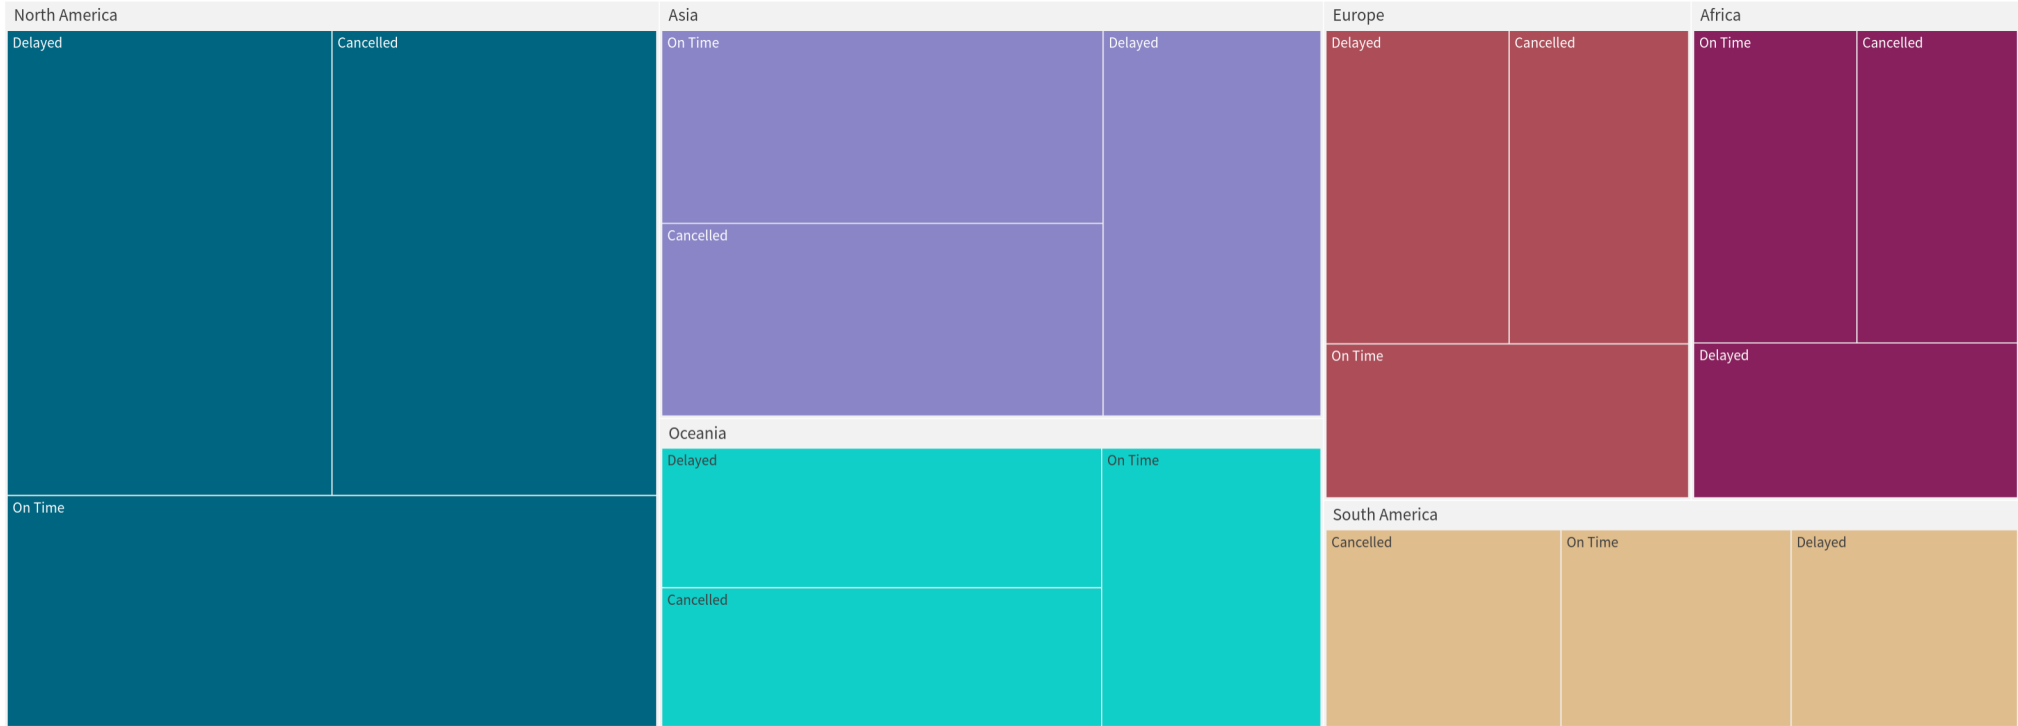 North America
Delayed
Cancelled
On Time
Asia
On Time
Delayed
Cancelled
Oceania
Delayed
On Time
Cancelled
Europe
Delayed
Cancelled
On Time
Africa
On Time
Cancelled
Delayed
South America
Cancelled
On Time
Delayed